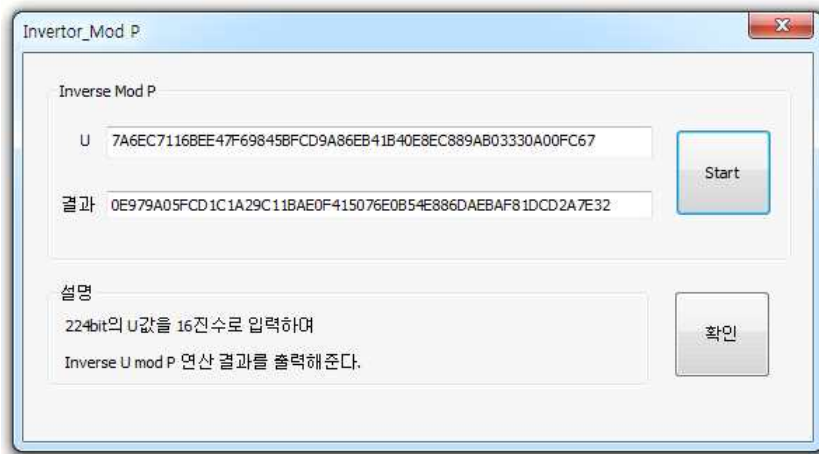 Invertor_Mod P
Inverse Mod P
U 7A6EC7116BEE47F69845BFCD9A86EB41B40E8EC889AB03330A00FC67
Start
결과 0E979A05FCD1C1A29C11BAE0F415076E0B54E886DAEBAF81DCD2A7E32
설명
224bit의 U값을 16진수로 입력하며
Inverse U mod P 연산 결과를 출력해준다.
확인